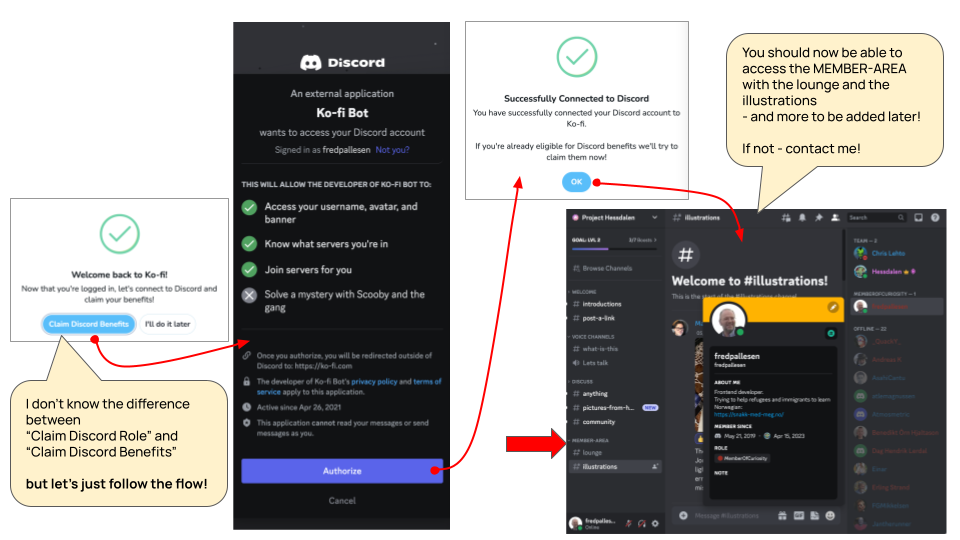 Welcome back to Ko-fi!
Now that you're logged in, let's connect to Discord and
claim your benefits!
Claim Discord Benefits
I'll do it later
I don't know the difference
between
“Claim Discord Role” and
“Claim Discord Benefits”
but let's just follow the flow!
Discord
An external application
Ko-fi Bot
wants to access your Discord account
Signed in as fredpallesen Not you?
THIS WILL ALLOW THE DEVELOPER OF KO-FI BOT TO:
Access your username, avatar, and
banner
Know what servers you're in
Join servers for you
Solve a mystery with Scooby and the
gang
Once you authorize, you will be redirected outside of
Discord to: https://ko-fi.com
The developer of Ko-fi Bot's privacy policy and terms of
service apply to this application.
Active since Apr 26, 2021
This application cannot read your messages or send
messages as you.
Authorize
Cancel
Successfully Connected to Discord
You have successfully connected your Discord account to
Ko-fi.
If you're already eligible for Discord benefits we'll try to
claim them now!
OK
You should now be able to
access the MEMBER-AREA
with the lounge and the
illustrations
- and more to be added later!
If not - contact me!
Project Hessdalen
GOAL: LVL 2
Browse Channels
WELCOME
# introductions
# post-a-link
VOICE CHANNELS
# what-is-this
Lets talk
DISCUSS
# anything
# pictures-from-h... NEW
# community
MEMBER-AREA
# lounge
# illustrations
fredpalles...
Online
# illustrations
Search
#
Welcome to #illustrations!
This is the start of the #illustrations channel.
fredpallesen
fredpallesen
ABOUT ME
Frontend developer.
Trying to help refugees and immigrants to learn
Norwegian:
https://snakk-med-meg.no/
MEMBER SINCE
May 21, 2019 · Apr 15, 2023
ROLE
MemberOfCuriosity
NOTE
Message #illustrations
GIF
TEAM — 2
Chris Lahto
Hessdalen
MEMBEROFCURIOSITY — 1
OFFLINE — 22